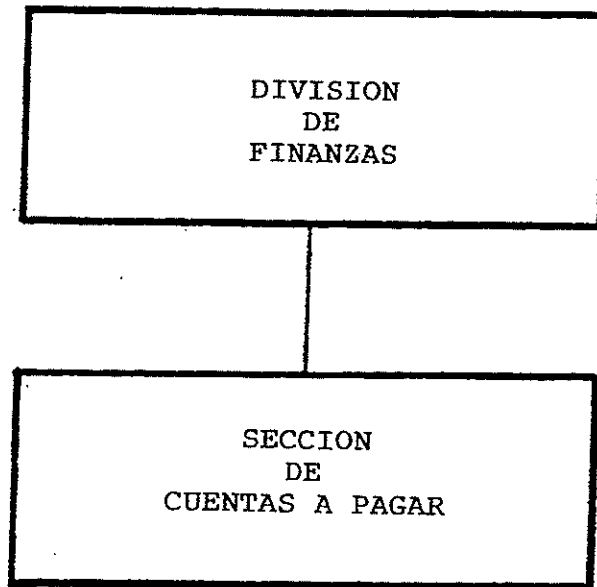 DIVISION
DE
FINANZAS
SECCION
DE
CUENTAS A PAGAR